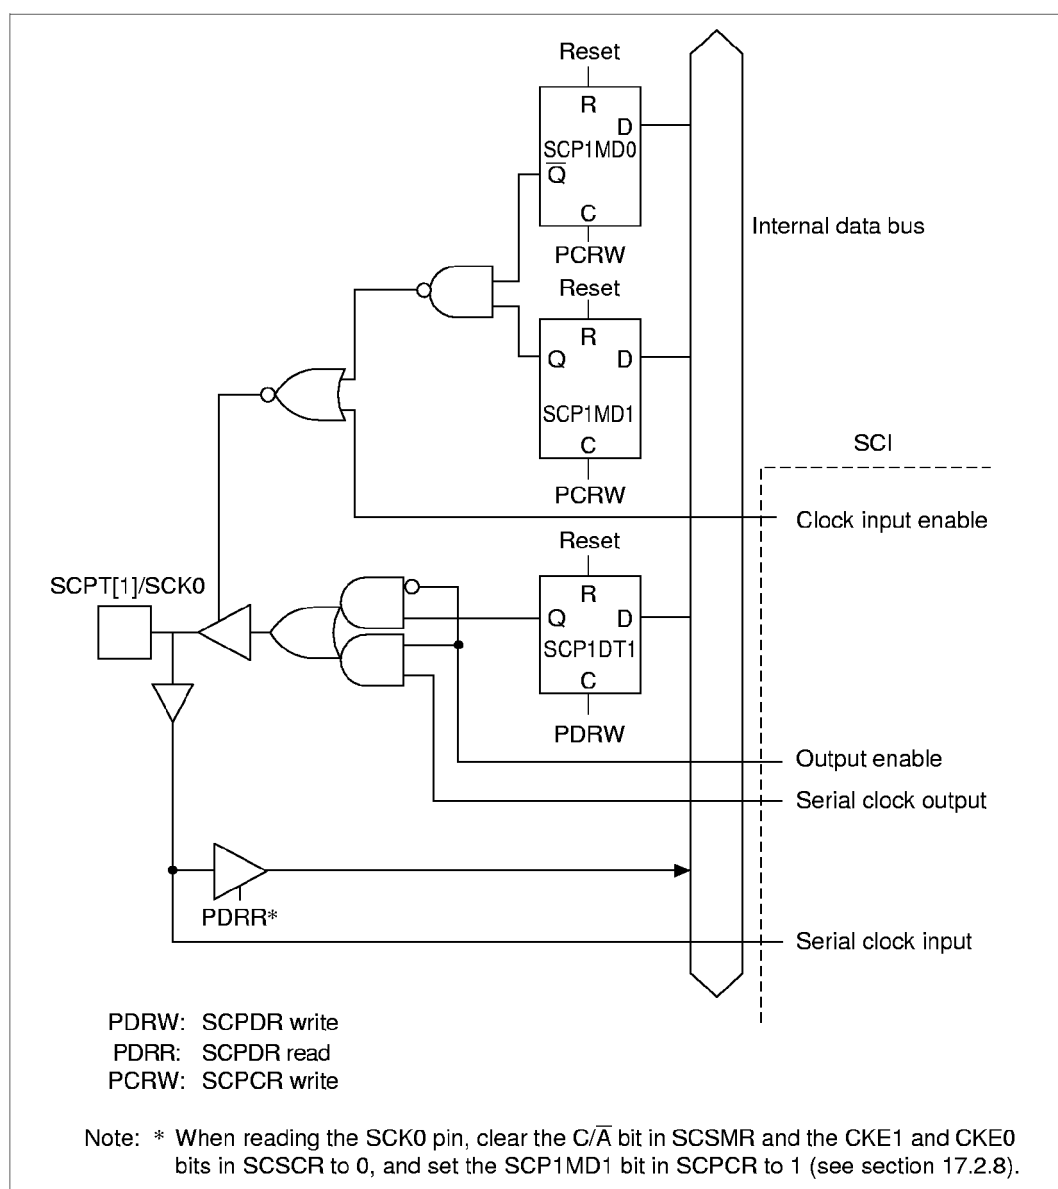 Reset
R
D
SCP1MD0
Q̅
C
PCRW
Internal data bus
Reset
R
Q D
SCP1MD1
C
PCRW
SCI
Clock input enable
Reset
SCPT[1]/SCK0
R
Q D
SCP1DT1
C
PDRW
Output enable
Serial clock output
PDRR*
Serial clock input
PDRW: SCPDR write
PDRR: SCPDR read
PCRW: SCPCR write
Note: * When reading the SCK0 pin, clear the C/A̅ bit in SCSMR and the CKE1 and CKE0
bits in SCSCR to 0, and set the SCP1MD1 bit in SCPCR to 1 (see section 17.2.8).